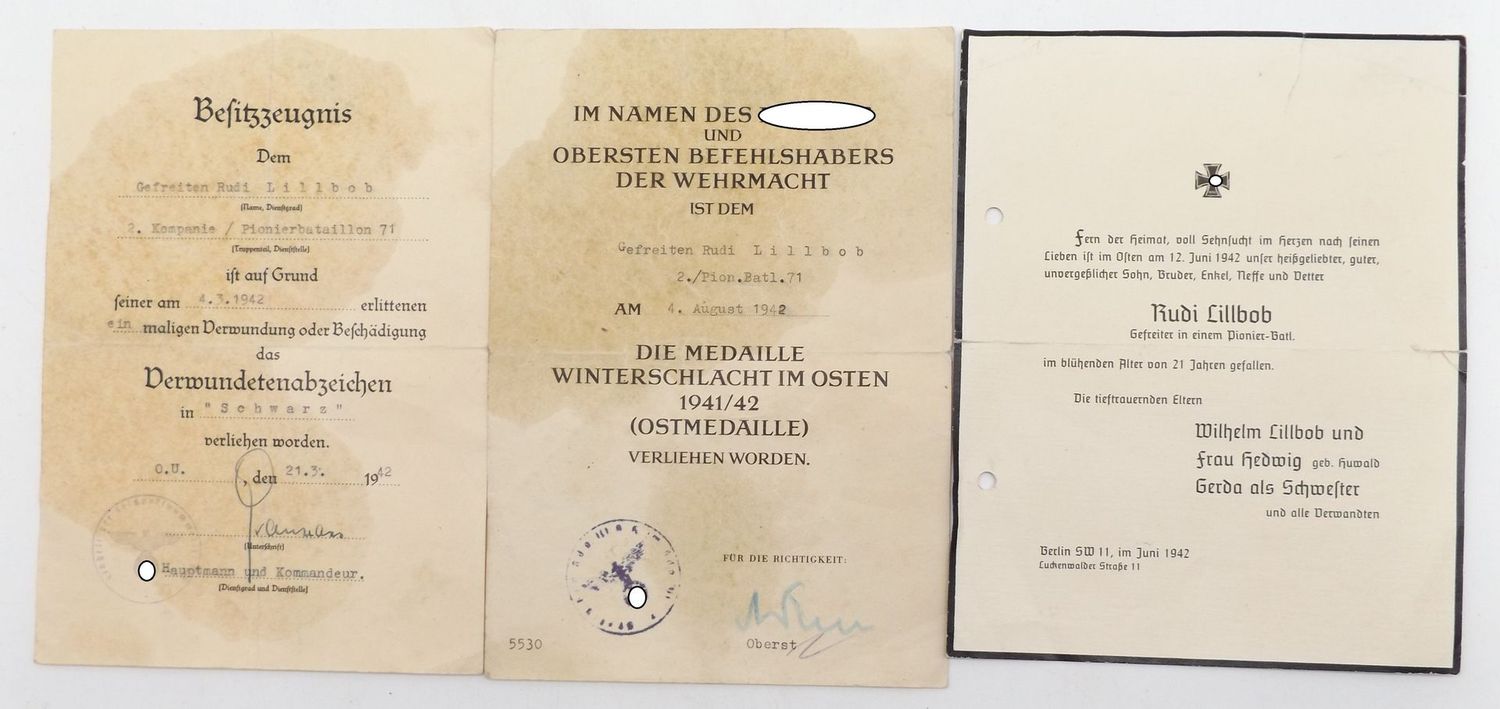 Besitzzeugnis
Dem
Gefreiten Rudi Lillbob
(Name, Dienstgrad)
2. Kompanie / Pionierbataillon 71
(Truppenteil, Dienststelle)
ist auf Grund
seiner am 4.3.1942 erlittenen
ein maligen Verwundung oder Beschädigung
das
Verwundetenabzeichen
in "Schwarz"
verliehen worden.
O.U. , den 21.3. 1942
(Unterschrift)
Hauptmann und Kommandeur.
(Dienstgrad und Dienststelle)
IM NAMEN DES
UND
OBERSTEN BEFEHLSHABERS
DER WEHRMACHT
IST DEM
Gefreiten Rudi Lillbob
2./Pion.Batl.71
AM 4. August 1942
DIE MEDAILLE
WINTERSCHLACHT IM OSTEN
1941/42
(OSTMEDAILLE)
VERLIEHEN WORDEN.
FÜR DIE RICHTIGKEIT:
5530
Oberst
Fern der Heimat, voll Sehnsucht im Herzen nach seinen
Lieben ist im Osten am 12. Juni 1942 unser heißgeliebter, guter,
unvergeßlicher Sohn, Bruder, Enkel, Neffe und Vetter
Rudi Lillbob
Gefreiter in einem Pionier-Batl.
im blühenden Alter von 21 Jahren gefallen.
Die tieftrauernden Eltern
Wilhelm Lillbob und
Frau Hedwig geb. Huwald
Gerda als Schwester
und alle Verwandten
Berlin SW 11, im Juni 1942
Luckenwalder Straße 11